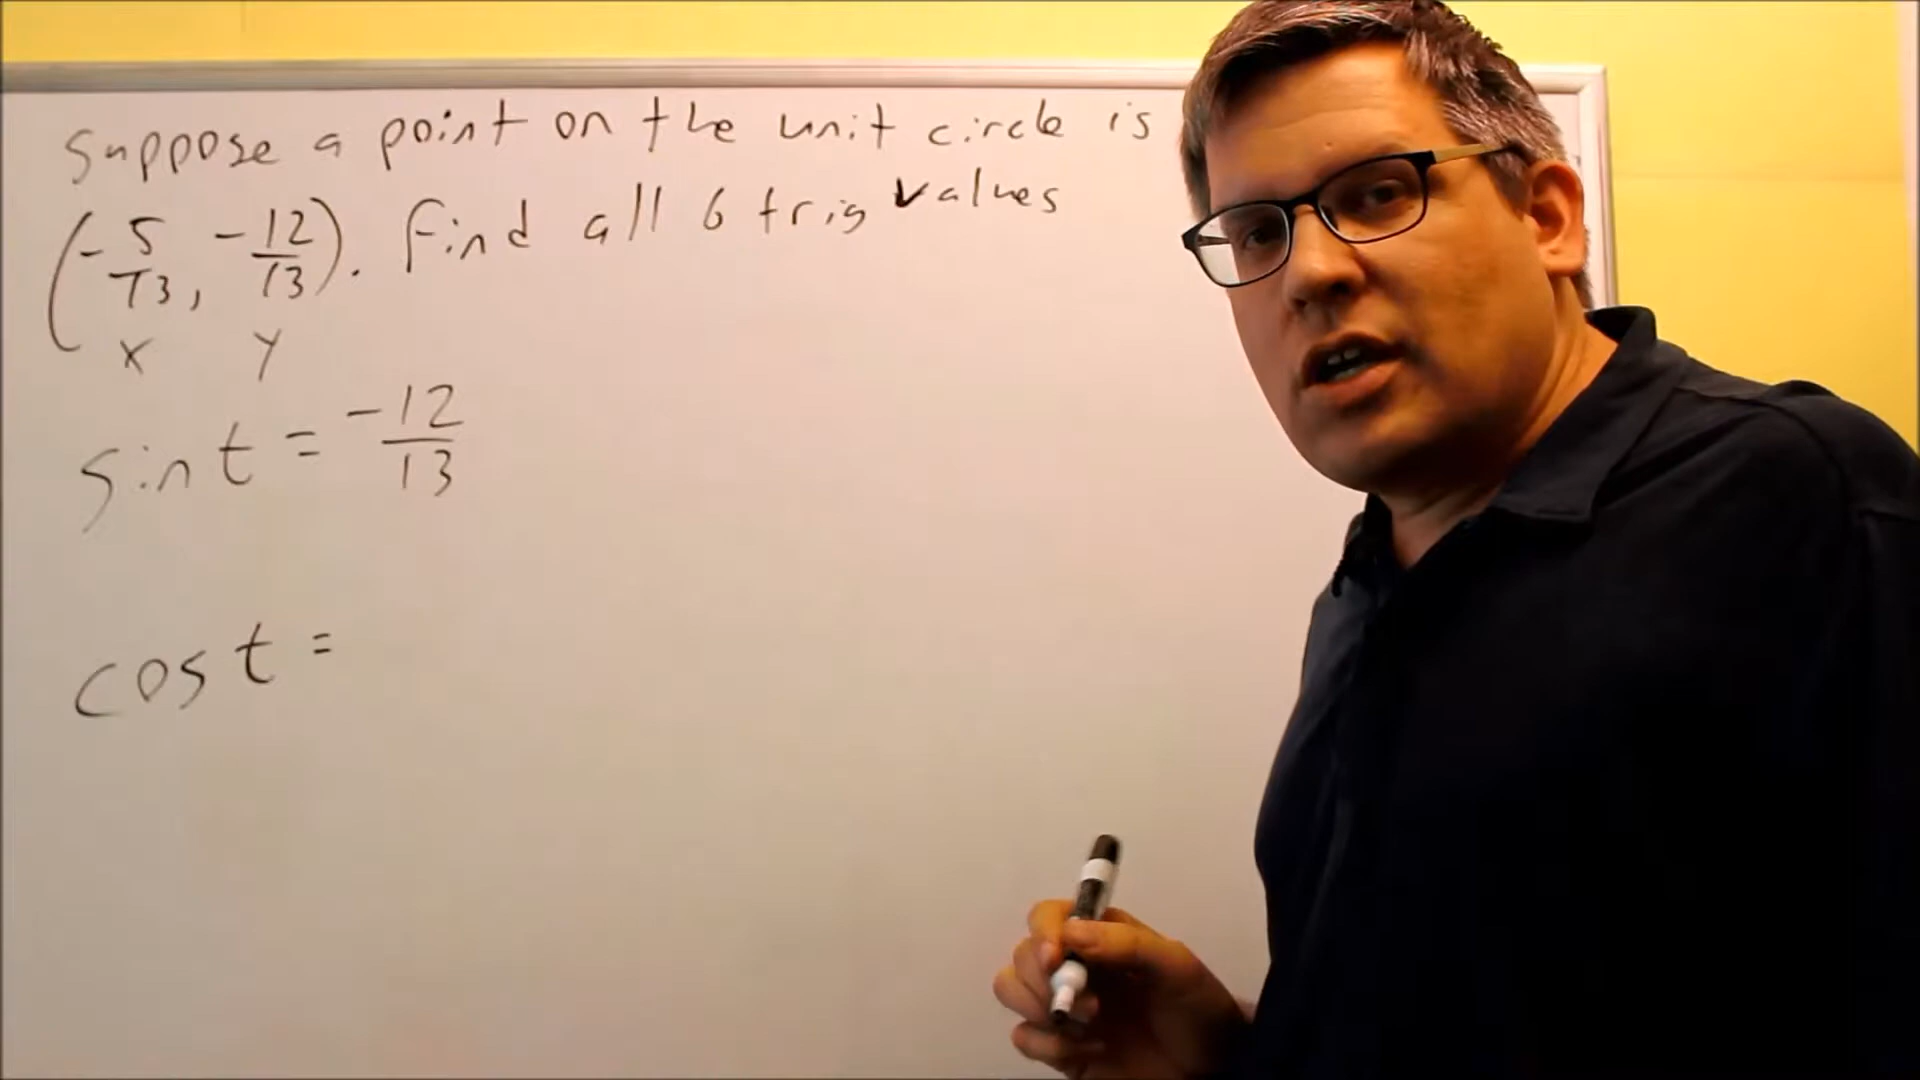 Suppose a point on the unit circle is
(-5/13, -12/13). Find all 6 trig values
x y
sin t = -12/13
cos t =